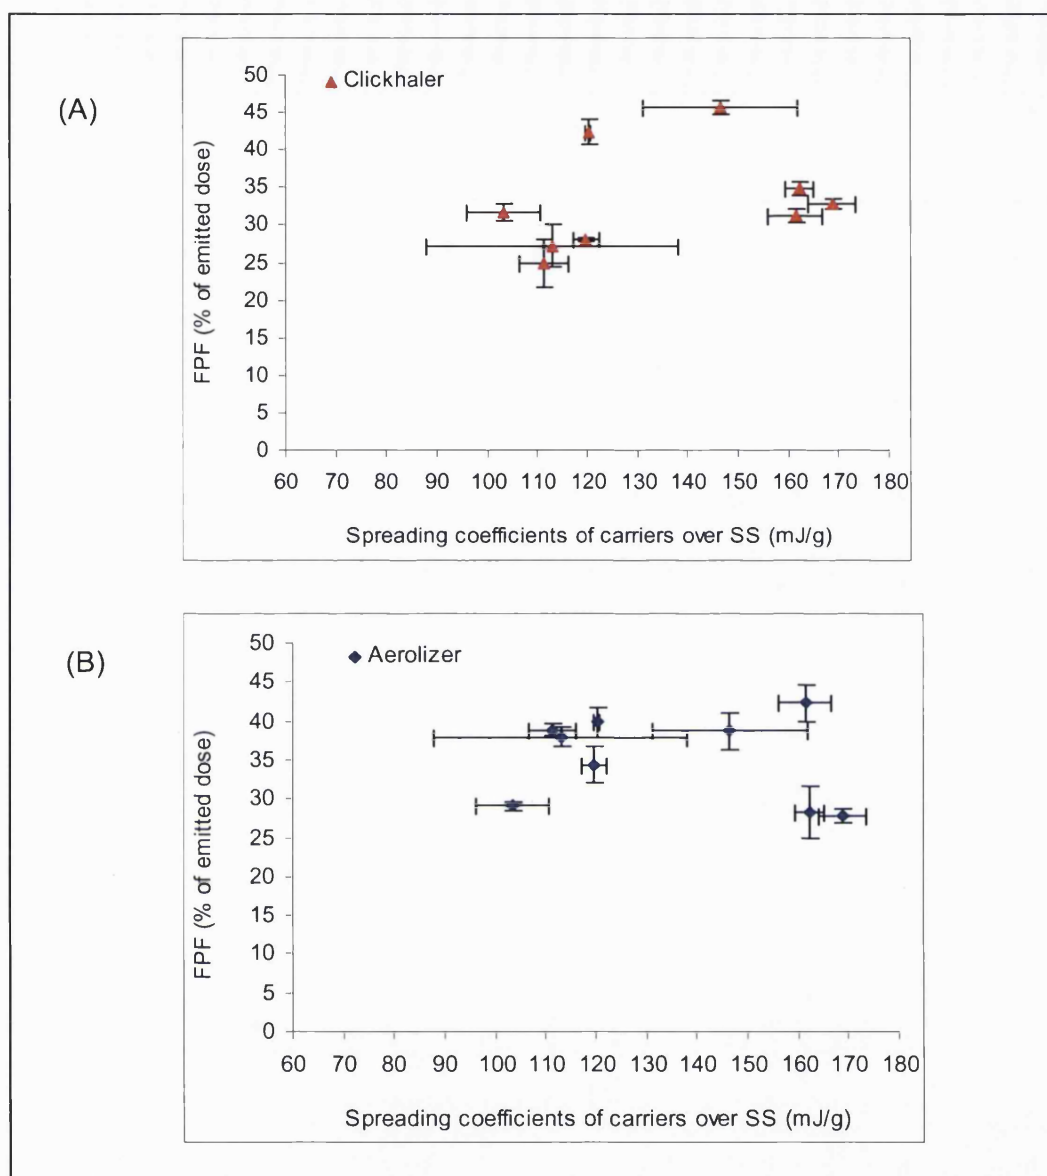 (A)
Clickhaler
FPF (% of emitted dose)
50
45
40
35
30
25
20
15
10
5
0
60 70 80 90 100 110 120 130 140 150 160 170 180
Spreading coefficients of carriers over SS (mJ/g)
(B)
Aerolizer
FPF (% of emitted dose)
50
45
40
35
30
25
20
15
10
5
0
60 70 80 90 100 110 120 130 140 150 160 170 180
Spreading coefficients of carriers over SS (mJ/g)